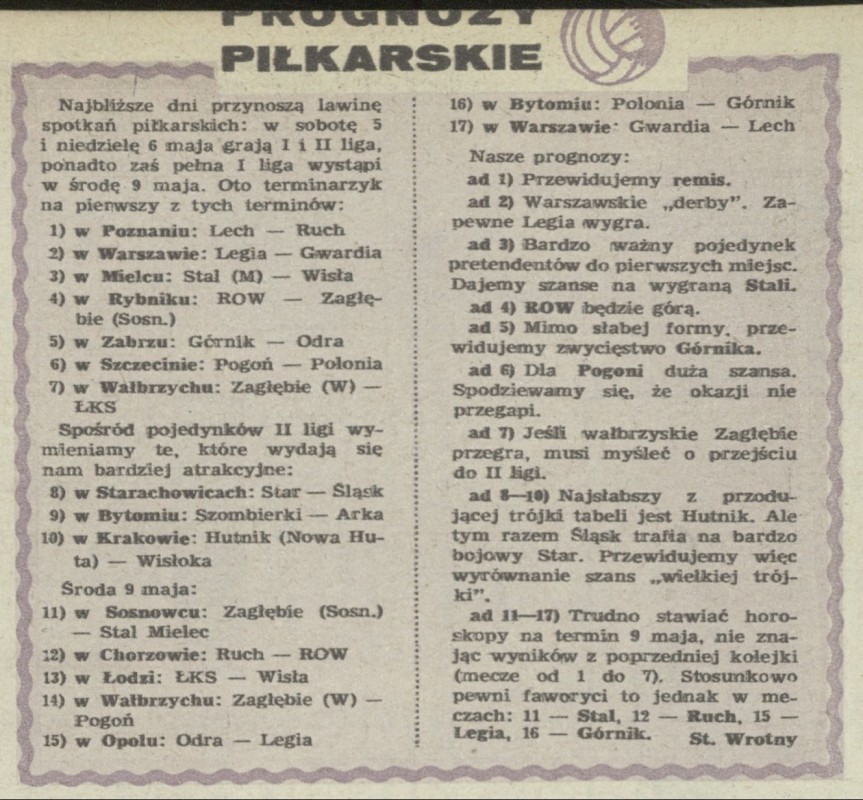 PROGNOZY
PIŁKARSKIE
Najbliższe dni przynoszą lawinę
spotkań piłkarskich: w sobotę 5
i niedzielę 6 maja grają I i II liga,
ponadto zaś pełna I liga wystąpi
w środę 9 maja. Oto terminarzyk
na pierwszy z tych terminów:
1) w Poznaniu: Lech — Ruch
2) w Warszawie: Legia — Gwardia
3) w Mielcu: Stal (M) — Wisła
4) w Rybniku: ROW — Zagłę-
bie (Sosn.)
5) w Zabrzu: Górnik — Odra
6) w Szczecinie: Pogoń — Polonia
7) w Wałbrzychu: Zagłębie (W) —
ŁKS
Spośród pojedynków II ligi wy-
mieniamy te, które wydają się
nam bardziej atrakcyjne:
8) w Starachowicach: Star — Śląsk
9) w Bytomiu: Szombierki — Arka
10) w Krakowie: Hutnik (Nowa Hu-
ta) — Wisłoka
Środa 9 maja:
11) w Sosnowcu: Zagłębie (Sosn.)
— Stal Mielec
12) w Chorzowie: Ruch — ROW
13) w Łodzi: ŁKS — Wisła
14) w Wałbrzychu: Zagłębie (W) —
Pogoń
15) w Opolu: Odra — Legia
16) w Bytomiu: Polonia — Górnik
17) w Warszawie: Gwardia — Lech
Nasze prognozy:
ad 1) Przewidujemy remis.
ad 2) Warszawskie „derby”. Za-
pewne Legia wygra.
ad 3) Bardzo ważny pojedynek
pretendentów do pierwszych miejsc.
Dajemy szanse na wygraną Stali.
ad 4) ROW będzie górą.
ad 5) Mimo słabej formy, prze-
widujemy zwycięstwo Górnika.
ad 6) Dla Pogoni duża szansa.
Spodziewamy się, że okazji nie
przegapi.
ad 7) Jeśli wałbrzyskie Zagłębie
przegra, musi myśleć o przejściu
do II ligi.
ad 8—10) Najsłabszy z przodu-
jącej trójki tabeli jest Hutnik. Ale
tym razem Śląsk trafia na bardzo
bojowy Star. Przewidujemy więc
wyrównanie szans „wielkiej trój-
ki”.
ad 11—17) Trudno stawiać horo-
skopy na termin 9 maja, nie zna-
jąc wyników z poprzedniej kolejki
(mecze od 1 do 7). Stosunkowo
pewni faworyci to jednak w me-
czach: 11 — Stal, 12 — Ruch, 15 —
Legia, 16 — Górnik. St. Wrotny